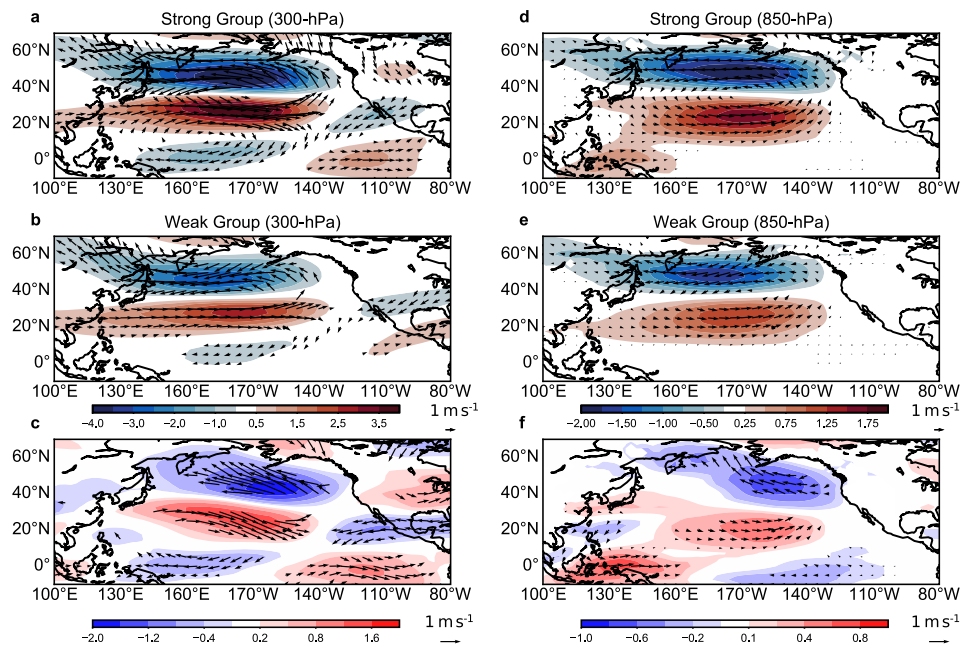 a Strong Group (300-hPa)
60°N
40°N
20°N
0°
100°E 130°E 160°E 170°W 140°W 110°W 80°W
b Weak Group (300-hPa)
60°N
40°N
20°N
0°
100°E 130°E 160°E 170°W 140°W 110°W 80°W
−4.0 −3.0 −2.0 −1.0 0.5 1.5 2.5 3.5
1 m s⁻¹
c
60°N
40°N
20°N
0°
100°E 130°E 160°E 170°W 140°W 110°W 80°W
−2.0 −1.2 −0.4 0.2 0.8 1.6
1 m s⁻¹
d Strong Group (850-hPa)
60°N
40°N
20°N
0°
100°E 130°E 160°E 170°W 140°W 110°W 80°W
e Weak Group (850-hPa)
60°N
40°N
20°N
0°
100°E 130°E 160°E 170°W 140°W 110°W 80°W
−2.00 −1.50 −1.00 −0.50 0.25 0.75 1.25 1.75
1 m s⁻¹
f
60°N
40°N
20°N
0°
100°E 130°E 160°E 170°W 140°W 110°W 80°W
−1.0 −0.6 −0.2 0.1 0.4 0.8
1 m s⁻¹